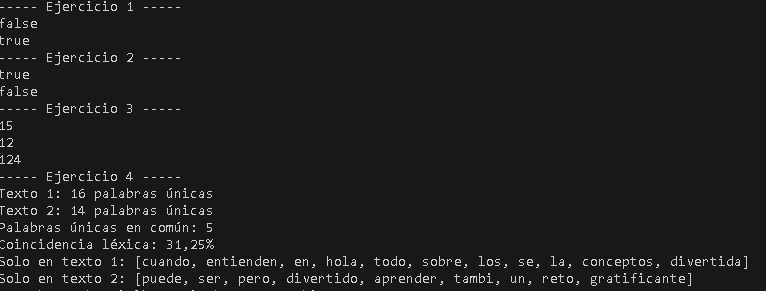 ----- Ejercicio 1 -----
false
true
----- Ejercicio 2 -----
true
false
----- Ejercicio 3 -----
15
12
124
----- Ejercicio 4 -----
Texto 1: 16 palabras únicas
Texto 2: 14 palabras únicas
Palabras únicas en común: 5
Coincidencia léxica: 31,25%
Solo en texto 1: [cuando, entienden, en, hola, todo, sobre, los, se, la, conceptos, divertida]
Solo en texto 2: [puede, ser, pero, divertido, aprender, tambi, un, reto, gratificante]